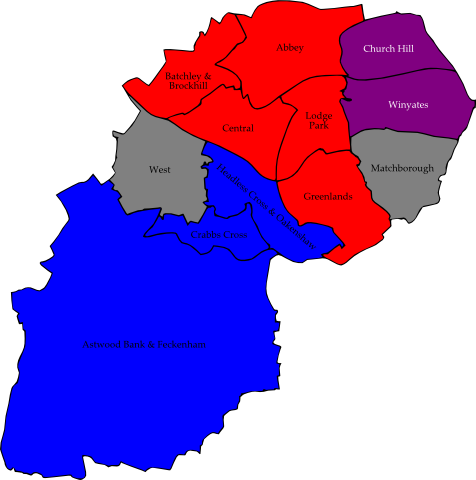 Abbey
Church Hill
Batchley &
Brockhill
Winyates
Lodge
Park
Central
West
Matchborough
Headless Cross & Oakenshaw
Greenlands
Crabbs Cross
Astwood Bank & Feckenham